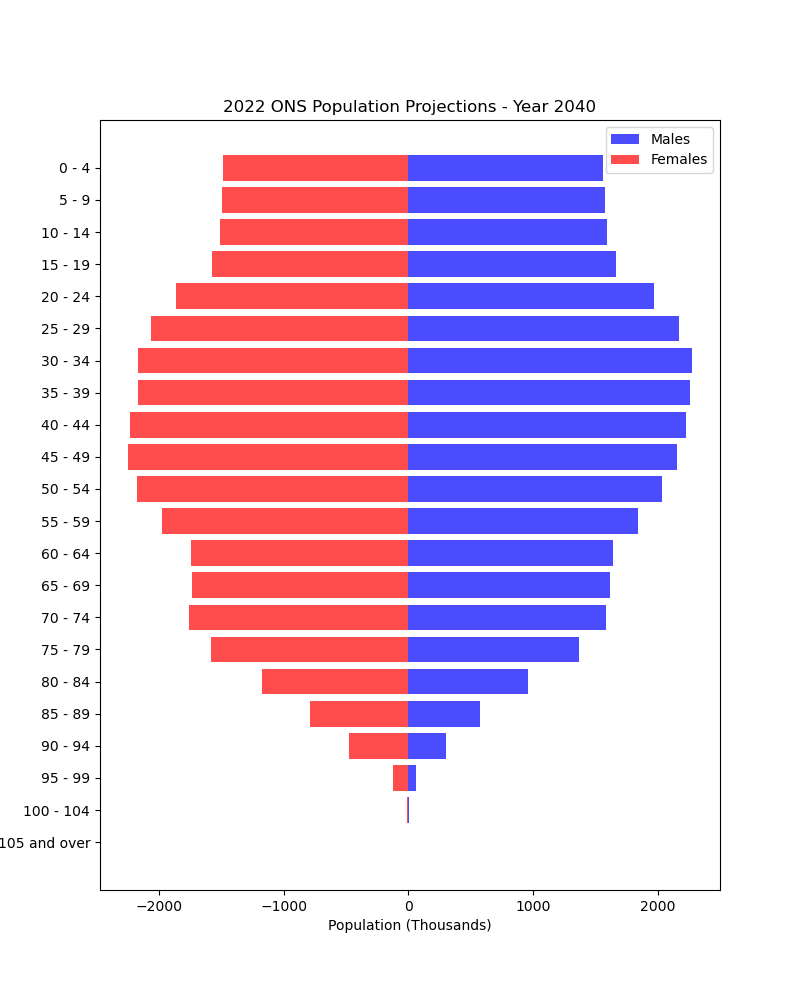 2022 ONS Population Projections - Year 2040
Males
Females
0 - 4
5 - 9
10 - 14
15 - 19
20 - 24
25 - 29
30 - 34
35 - 39
40 - 44
45 - 49
50 - 54
55 - 59
60 - 64
65 - 69
70 - 74
75 - 79
80 - 84
85 - 89
90 - 94
95 - 99
100 - 104
105 and over
−2000 −1000 0 1000 2000
Population (Thousands)